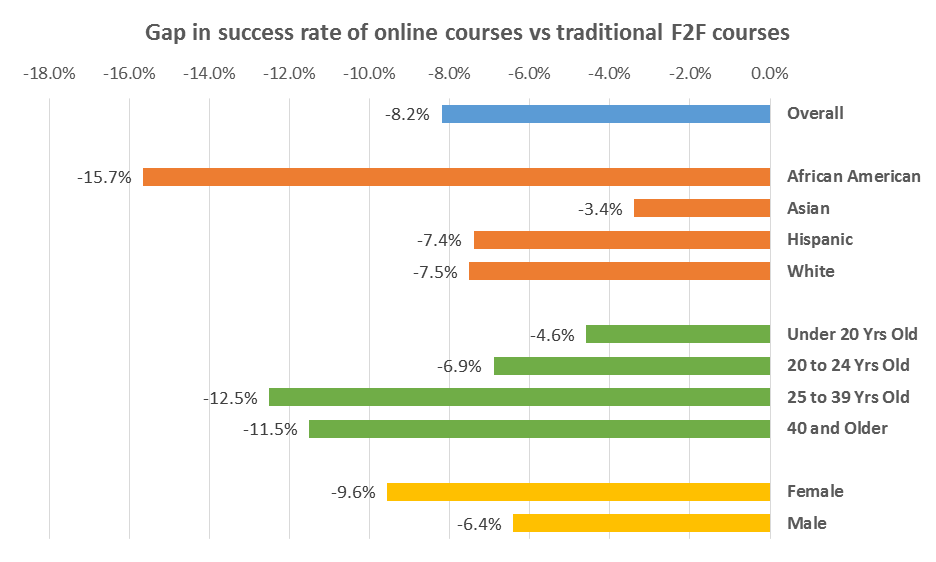 Gap in success rate of online courses vs traditional F2F courses
-18.0% -16.0% -14.0% -12.0% -10.0% -8.0% -6.0% -4.0% -2.0% 0.0%
-8.2% Overall
-15.7% African American
-3.4% Asian
-7.4% Hispanic
-7.5% White
-4.6% Under 20 Yrs Old
-6.9% 20 to 24 Yrs Old
-12.5% 25 to 39 Yrs Old
-11.5% 40 and Older
-9.6% Female
-6.4% Male